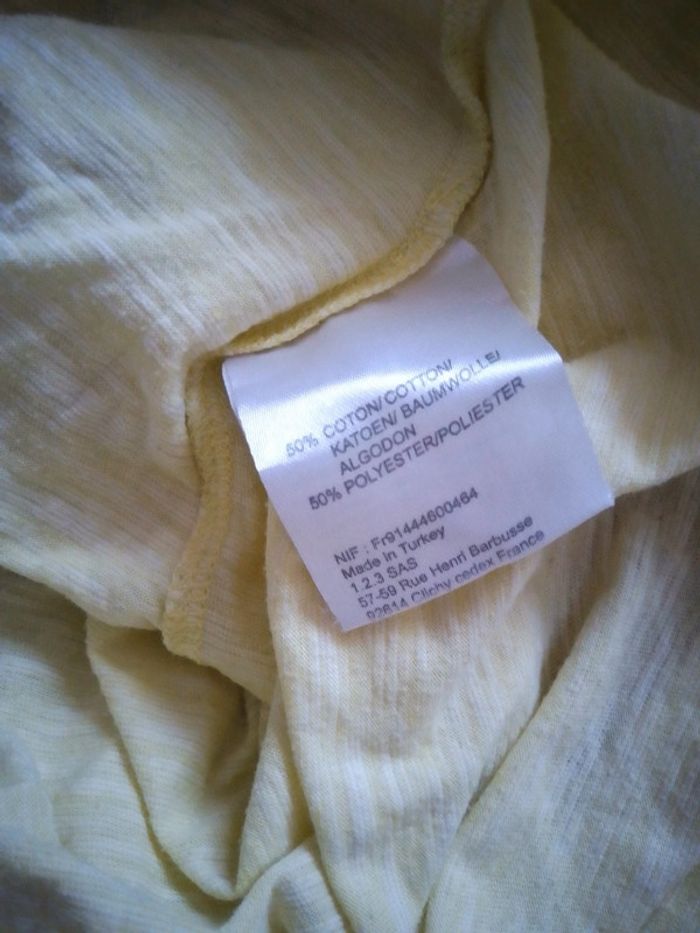 50% COTON/COTTON/
KATOEN/ BAUMWOLLE/
ALGODON
50% POLYESTER/POLIESTER
NIF : Fr91444600464
Made in Turkey
1.2.3 SAS
57-59 Rue Henri Barbusse
92614 Clichy cedex France